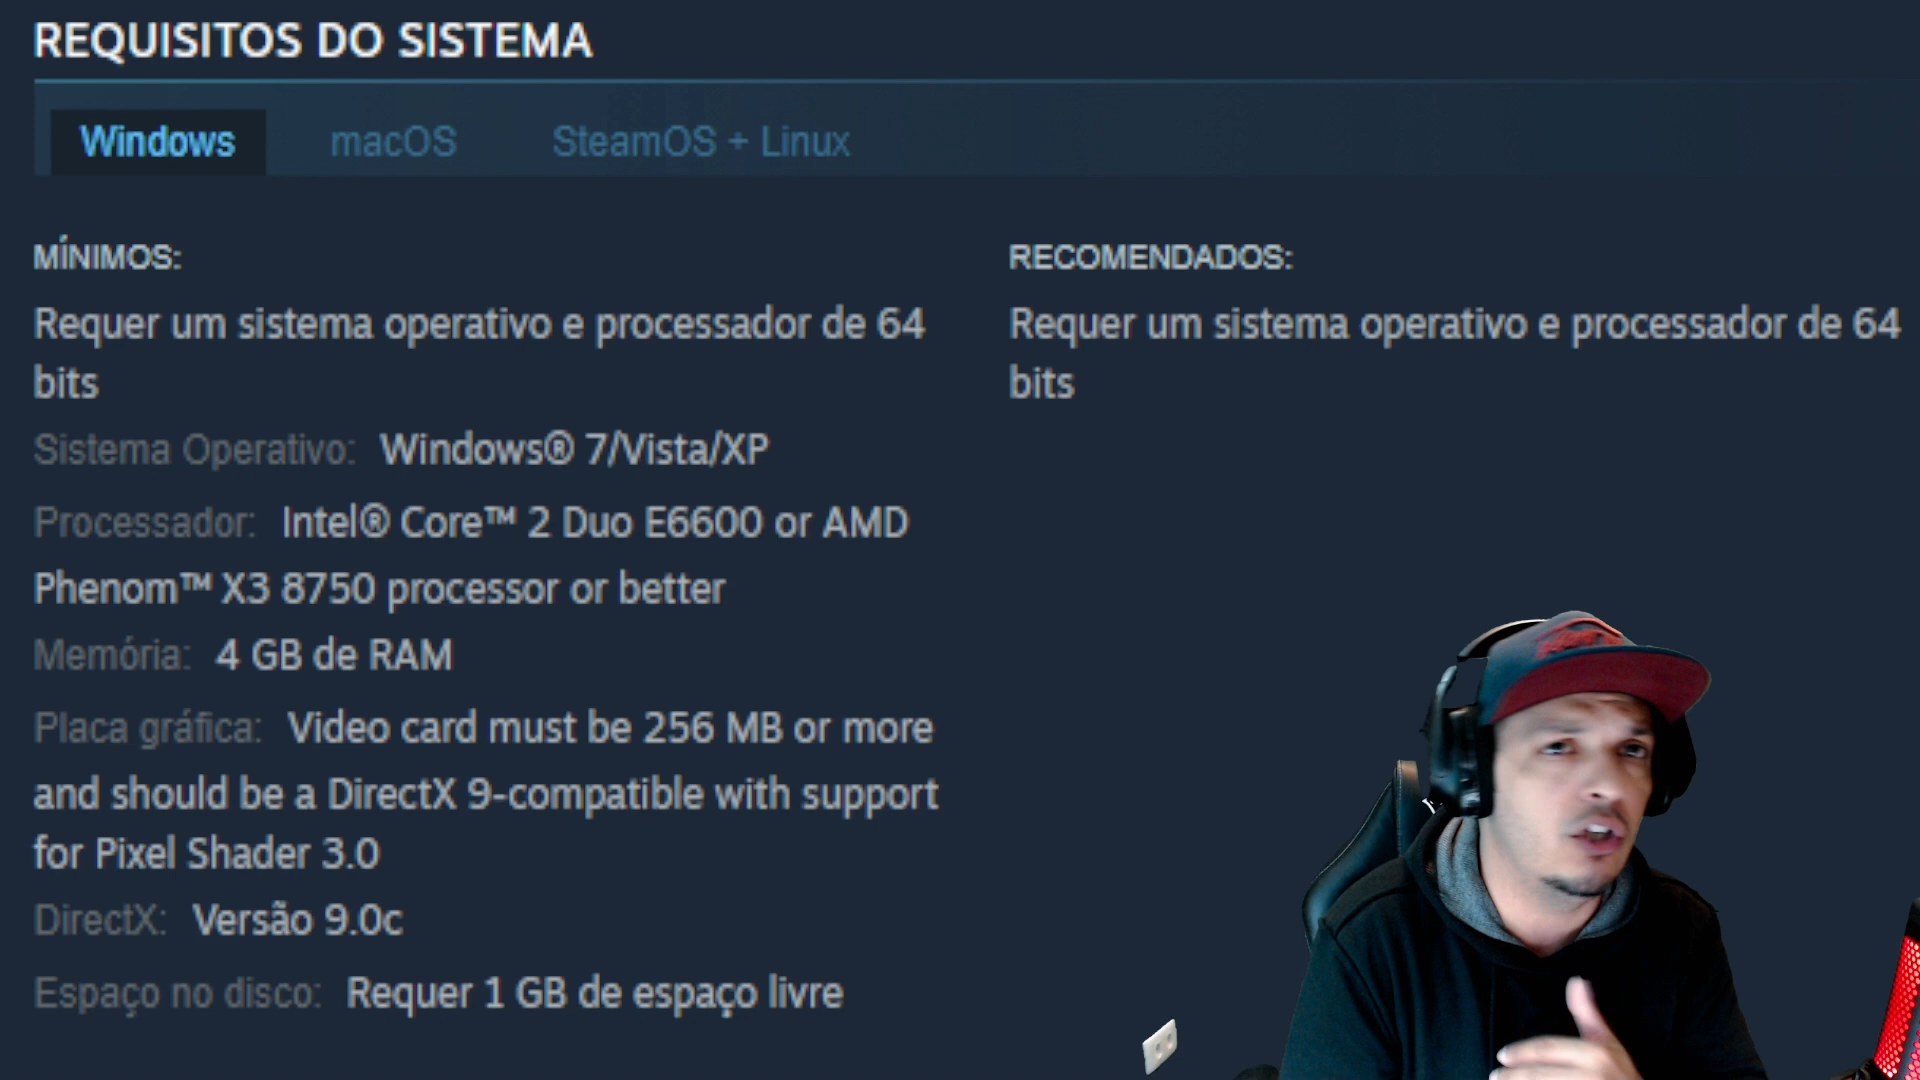 REQUISITOS DO SISTEMA
Windows
macOS
SteamOS + Linux
MÍNIMOS:
Requer um sistema operativo e processador de 64
bits
Sistema Operativo: Windows® 7/Vista/XP
Processador: Intel® Core™ 2 Duo E6600 or AMD
Phenom™ X3 8750 processor or better
Memória: 4 GB de RAM
Placa gráfica: Video card must be 256 MB or more
and should be a DirectX 9-compatible with support
for Pixel Shader 3.0
DirectX: Versão 9.0c
Espaço no disco: Requer 1 GB de espaço livre
RECOMENDADOS:
Requer um sistema operativo e processador de 64
bits